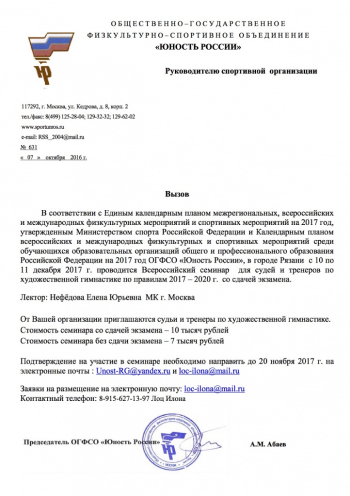 ОБЩЕСТВЕННО–ГОСУДАРСТВЕННОЕ
ФИЗКУЛЬТУРНО–СПОРТИВНОЕ ОБЪЕДИНЕНИЕ
«ЮНОСТЬ РОССИИ»
Руководителю спортивной организации
117292, г. Москва, ул. Кедрова, д. 8, корп. 2
тел./факс: 8(499) 125-28-04; 129-32-32; 129-62-02
www.sportunros.ru
e-mail: RSS_2004@mail.ru
№ 631
« 07 » октября 2016 г.
Вызов
В соответствии с Единым календарным планом межрегиональных, всероссийских
и международных физкультурных мероприятий и спортивных мероприятий на 2017 год,
утвержденным Министерством спорта Российской Федерации и Календарным планом
всероссийских и международных физкультурных и спортивных мероприятий среди
обучающихся образовательных организаций общего и профессионального образования
Российской Федерации на 2017 год ОГФСО «Юность России», в городе Рязани с 10 по
11 декабря 2017 г. проводится Всероссийский семинар для судей и тренеров по
художественной гимнастике по правилам 2017 – 2020 г. со сдачей экзамена.
Лектор: Нефёдова Елена Юрьевна МК г. Москва
От Вашей организации приглашаются судьи и тренеры по художественной гимнастике.
Стоимость семинара со сдачей экзамена – 10 тысяч рублей
Стоимость семинара без сдачи экзамена – 7 тысяч рублей
Подтверждение на участие в семинаре необходимо направить до 20 ноября 2017 г. на
электронные почты : Unost-RG@yandex.ru и loc-ilona@mail.ru
Заявки на размещение на электронную почту: loc-ilona@mail.ru
Контактный телефон: 8-915-627-13-97 Лоц Илона
Председатель ОГФСО «Юность России» А.М. Абаев